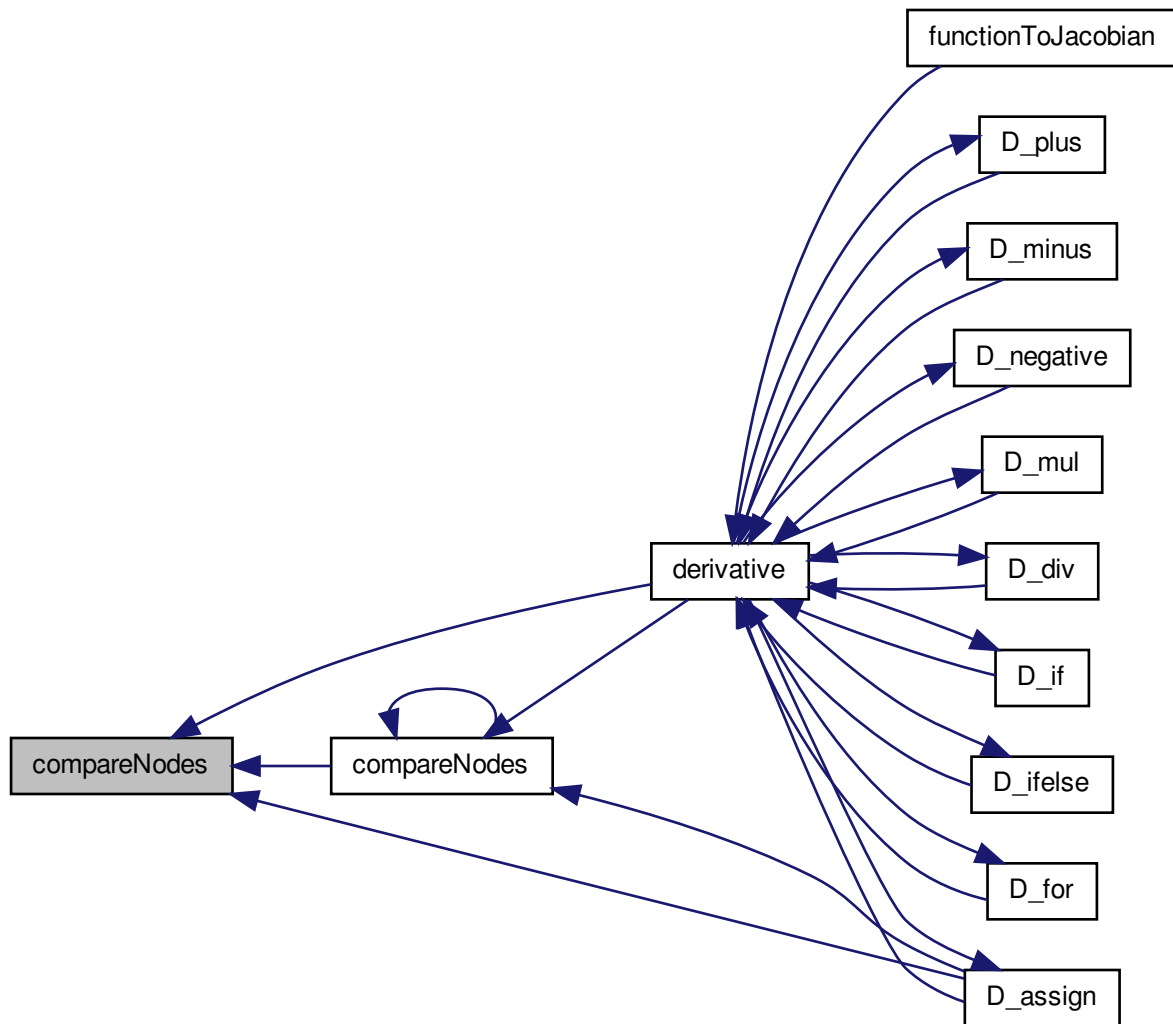 functionToJacobian
D_plus
D_minus
D_negative
D_mul
derivative
D_div
D_if
compareNodes
compareNodes
D_ifelse
D_for
D_assign